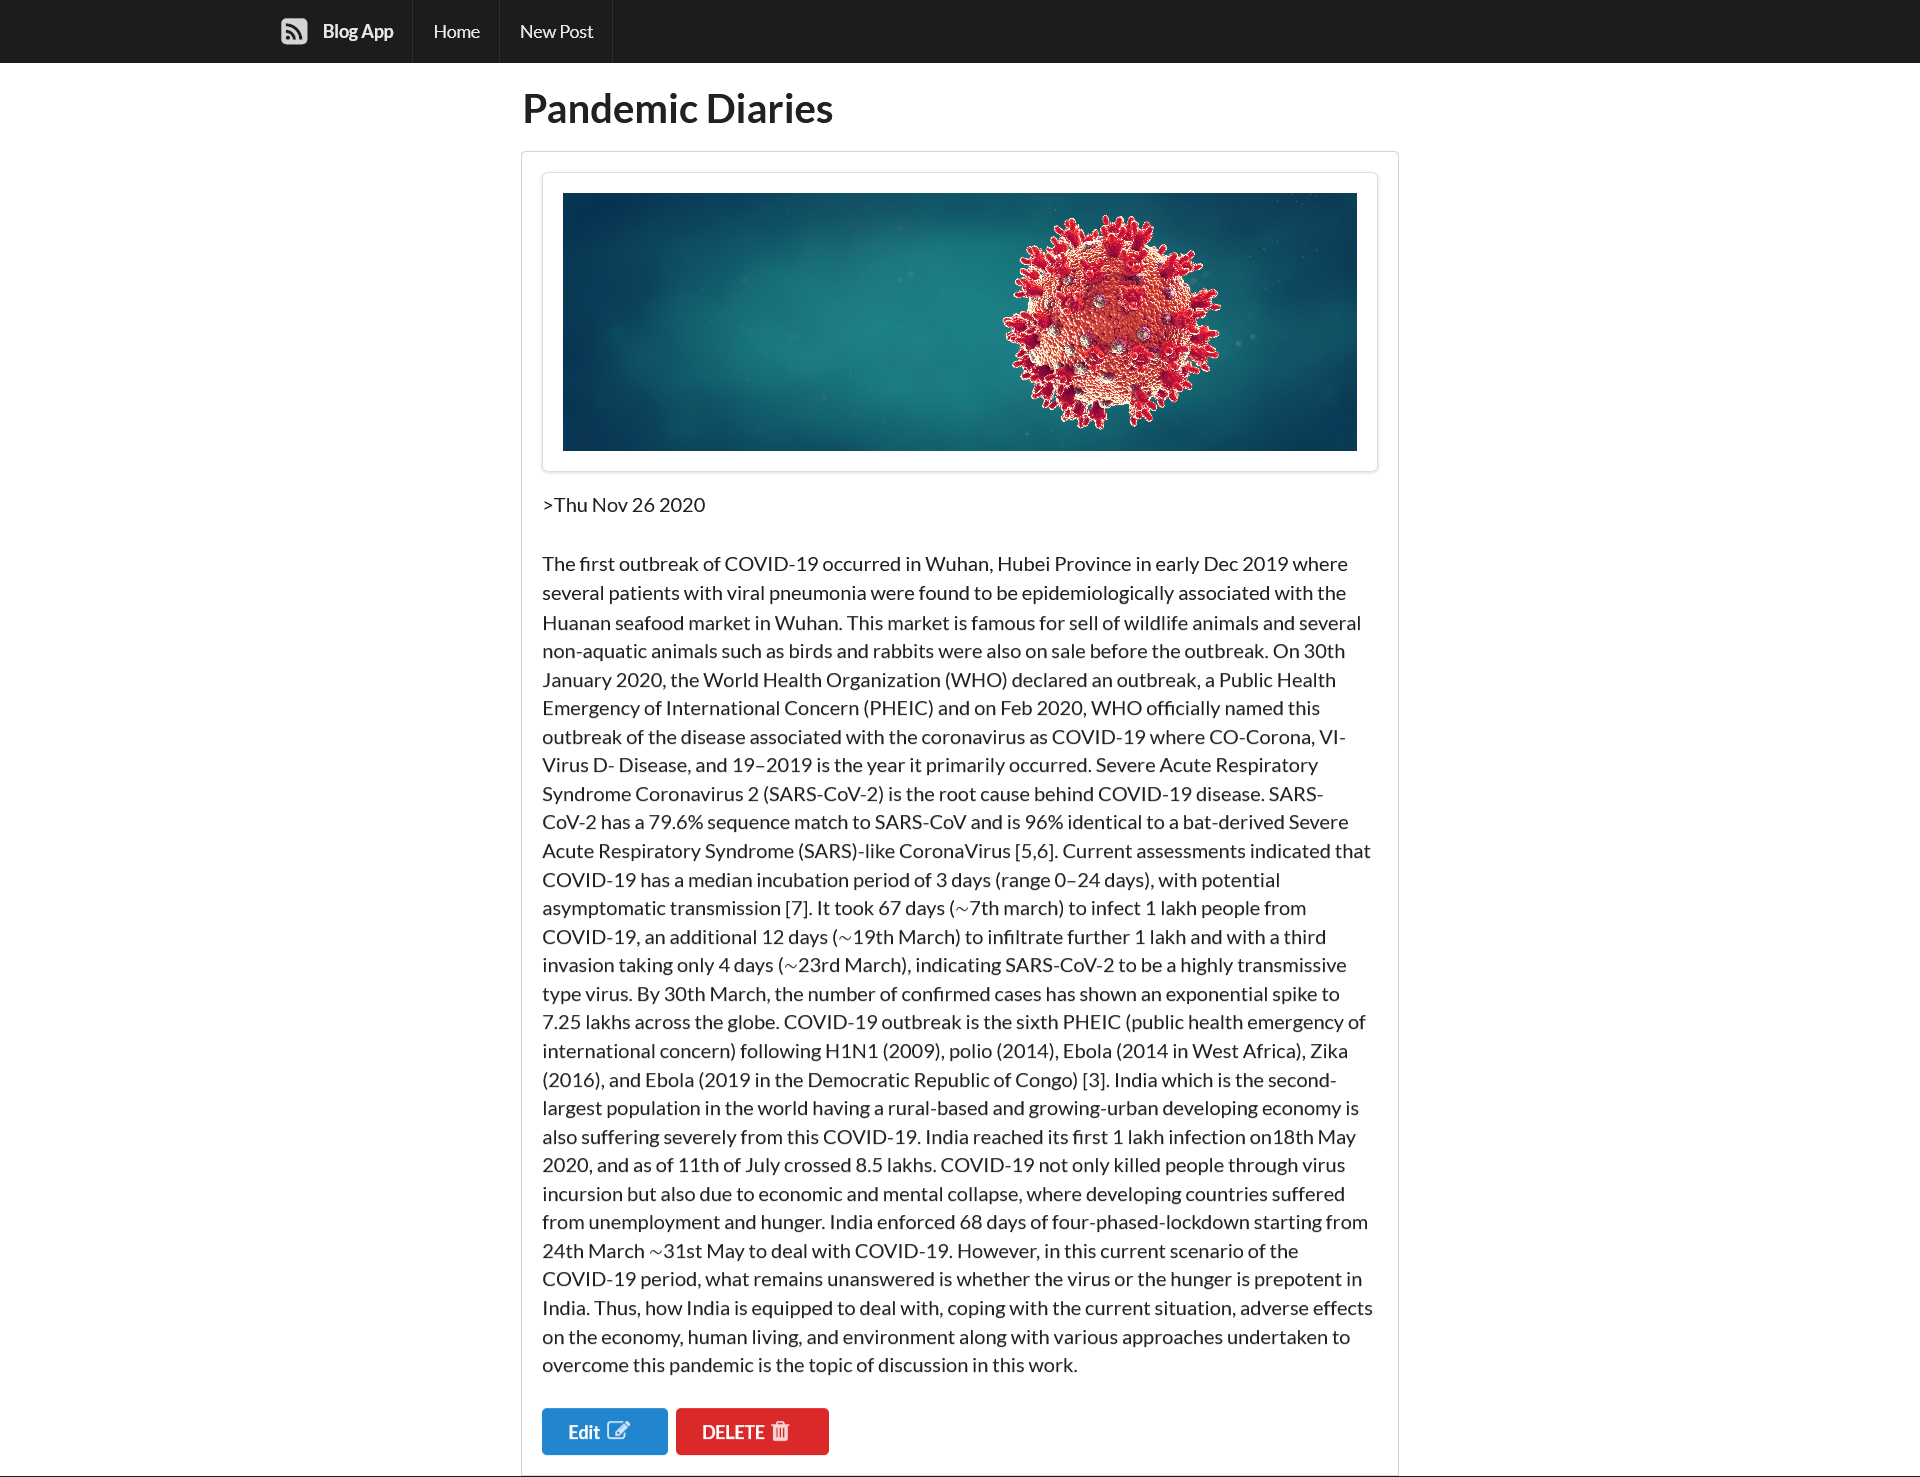 Blog App
Home
New Post
Pandemic Diaries
>Thu Nov 26 2020
The first outbreak of COVID-19 occurred in Wuhan, Hubei Province in early Dec 2019 where
several patients with viral pneumonia were found to be epidemiologically associated with the
Huanan seafood market in Wuhan. This market is famous for sell of wildlife animals and several
non-aquatic animals such as birds and rabbits were also on sale before the outbreak. On 30th
January 2020, the World Health Organization (WHO) declared an outbreak, a Public Health
Emergency of International Concern (PHEIC) and on Feb 2020, WHO officially named this
outbreak of the disease associated with the coronavirus as COVID-19 where CO-Corona, VI-
Virus D- Disease, and 19–2019 is the year it primarily occurred. Severe Acute Respiratory
Syndrome Coronavirus 2 (SARS-CoV-2) is the root cause behind COVID-19 disease. SARS-
CoV-2 has a 79.6% sequence match to SARS-CoV and is 96% identical to a bat-derived Severe
Acute Respiratory Syndrome (SARS)-like CoronaVirus [5,6]. Current assessments indicated that
COVID-19 has a median incubation period of 3 days (range 0–24 days), with potential
asymptomatic transmission [7]. It took 67 days (~7th march) to infect 1 lakh people from
COVID-19, an additional 12 days (~19th March) to infiltrate further 1 lakh and with a third
invasion taking only 4 days (~23rd March), indicating SARS-CoV-2 to be a highly transmissive
type virus. By 30th March, the number of confirmed cases has shown an exponential spike to
7.25 lakhs across the globe. COVID-19 outbreak is the sixth PHEIC (public health emergency of
international concern) following H1N1 (2009), polio (2014), Ebola (2014 in West Africa), Zika
(2016), and Ebola (2019 in the Democratic Republic of Congo) [3]. India which is the second-
largest population in the world having a rural-based and growing-urban developing economy is
also suffering severely from this COVID-19. India reached its first 1 lakh infection on18th May
2020, and as of 11th of July crossed 8.5 lakhs. COVID-19 not only killed people through virus
incursion but also due to economic and mental collapse, where developing countries suffered
from unemployment and hunger. India enforced 68 days of four-phased-lockdown starting from
24th March ~31st May to deal with COVID-19. However, in this current scenario of the
COVID-19 period, what remains unanswered is whether the virus or the hunger is prepotent in
India. Thus, how India is equipped to deal with, coping with the current situation, adverse effects
on the economy, human living, and environment along with various approaches undertaken to
overcome this pandemic is the topic of discussion in this work.
Edit
DELETE